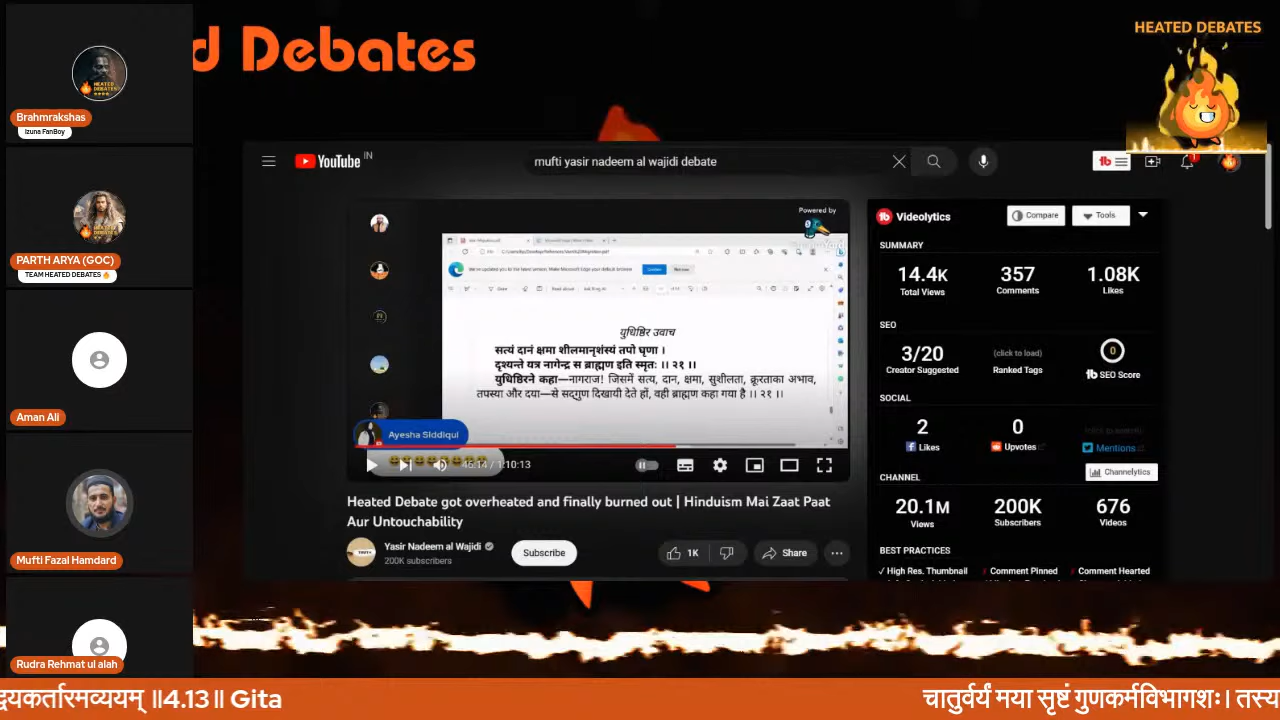 d Debates
HEATED DEBATES
Brahmrakshas
Izuna FanBoy
PARTH ARYA (GOC)
TEAM HEATED DEBATES 🔥
Aman Ali
Mufti Fazal Hamdard
Rudra Rehmat ul alah
YouTube IN
mufti yasir nadeem al wajidi debate
Powered by
युधिष्ठिर उवाच
सत्यं दानं क्षमा शीलमानृशंस्यं तपो घृणा ।
दृश्यन्ते यत्र नागेन्द्र स ब्राह्मण इति स्मृतः ।। २१ ।।
युधिष्ठिरने कहा—नागराज! जिसमें सत्य, दान, क्षमा, सुशीलता, क्रूरताका अभाव,
तपस्या और दया—ये सद्‌गुण दिखायी देते हों, वही ब्राह्मण कहा गया है ।। २१ ।।
Ayesha Siddiqui
46:14 / 1:10:13
Heated Debate got overheated and finally burned out | Hinduism Mai Zaat Paat
Aur Untouchability
Yasir Nadeem al Wajidi
200K subscribers
Subscribe
1K
Share
Videolytics
Compare
Tools
SUMMARY
14.4K 357 1.08K
Total Views Comments Likes
SEO
3/20 (click to load) 0
Creator Suggested Ranked Tags tb SEO Score
SOCIAL
2 0
Likes Upvotes Mentions
Channelytics
CHANNEL
20.1M 200K 676
Views Subscribers Videos
BEST PRACTICES
✓ High Res. Thumbnail Comment Pinned Comment Hearted
द्ध्यकर्तारमव्ययम् ॥4.13॥ Gita
चातुर्वर्यं मया सृष्टं गुणकर्मविभागशः। तस्य